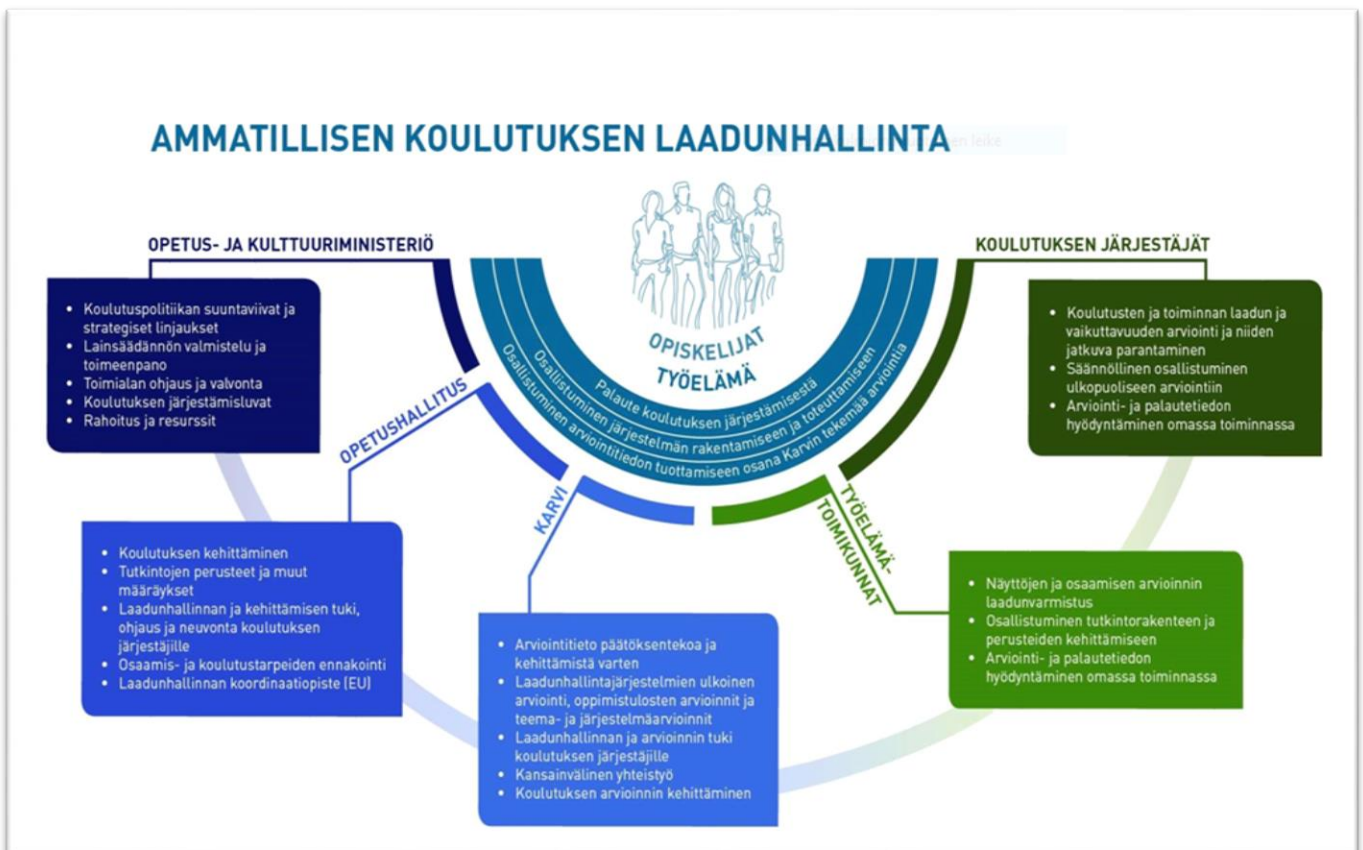 AMMATILLISEN KOULUTUKSEN LAADUNHALLINTA
en leike
OPETUS- JA KULTTUURIMINISTERIÖ
• Koulutuspolitiikan suuntaviivat ja
strategiset linjaukset
• Lainsäädännön valmistelu ja
toimeenpano
• Toimialan ohjaus ja valvonta
• Koulutuksen järjestämisluvat
• Rahoitus ja resurssit
OPETUSHALLITUS
• Koulutuksen kehittäminen
• Tutkintojen perusteet ja muut
määräykset
• Laadunhallinnan ja kehittämisen tuki,
ohjaus ja neuvonta koulutuksen
järjestäjille
• Osaamis- ja koulutustarpeiden ennakointi
• Laadunhallinnan koordinaatiopiste (EU)
KARVI
• Arviointitieto päätöksentekoa ja
kehittämistä varten
• Laadunhallintajärjestelmien ulkoinen
arviointi, oppimistulosten arvioinnit ja
teema- ja järjestelmäarvioinnit
• Laadunhallinnan ja arvioinnin tuki
koulutuksen järjestäjille
• Kansainvälinen yhteistyö
• Koulutuksen arvioinnin kehittäminen
OPISKELIJAT
TYÖELÄMÄ
Palaute koulutuksen järjestämisestä
Osallistuminen järjestelmän rakentamiseen ja toteuttamiseen
Osallistuminen arviointitiedon tuottamiseen osana Karvin tekemää arviointia
TYÖELÄMÄ-
TOIMIKUNNAT
• Näyttöjen ja osaamisen arvioinnin
laadunvarmistus
• Osallistuminen tutkintorakenteen ja
perusteiden kehittämiseen
• Arviointi- ja palautetiedon
hyödyntäminen omassa toiminnassa
KOULUTUKSEN JÄRJESTÄJÄT
• Koulutusten ja toiminnan laadun ja
vaikuttavuuden arviointi ja niiden
jatkuva parantaminen
• Säännöllinen osallistuminen
ulkopuoliseen arviointiin
• Arviointi- ja palautetiedon
hyödyntäminen omassa toiminnassa